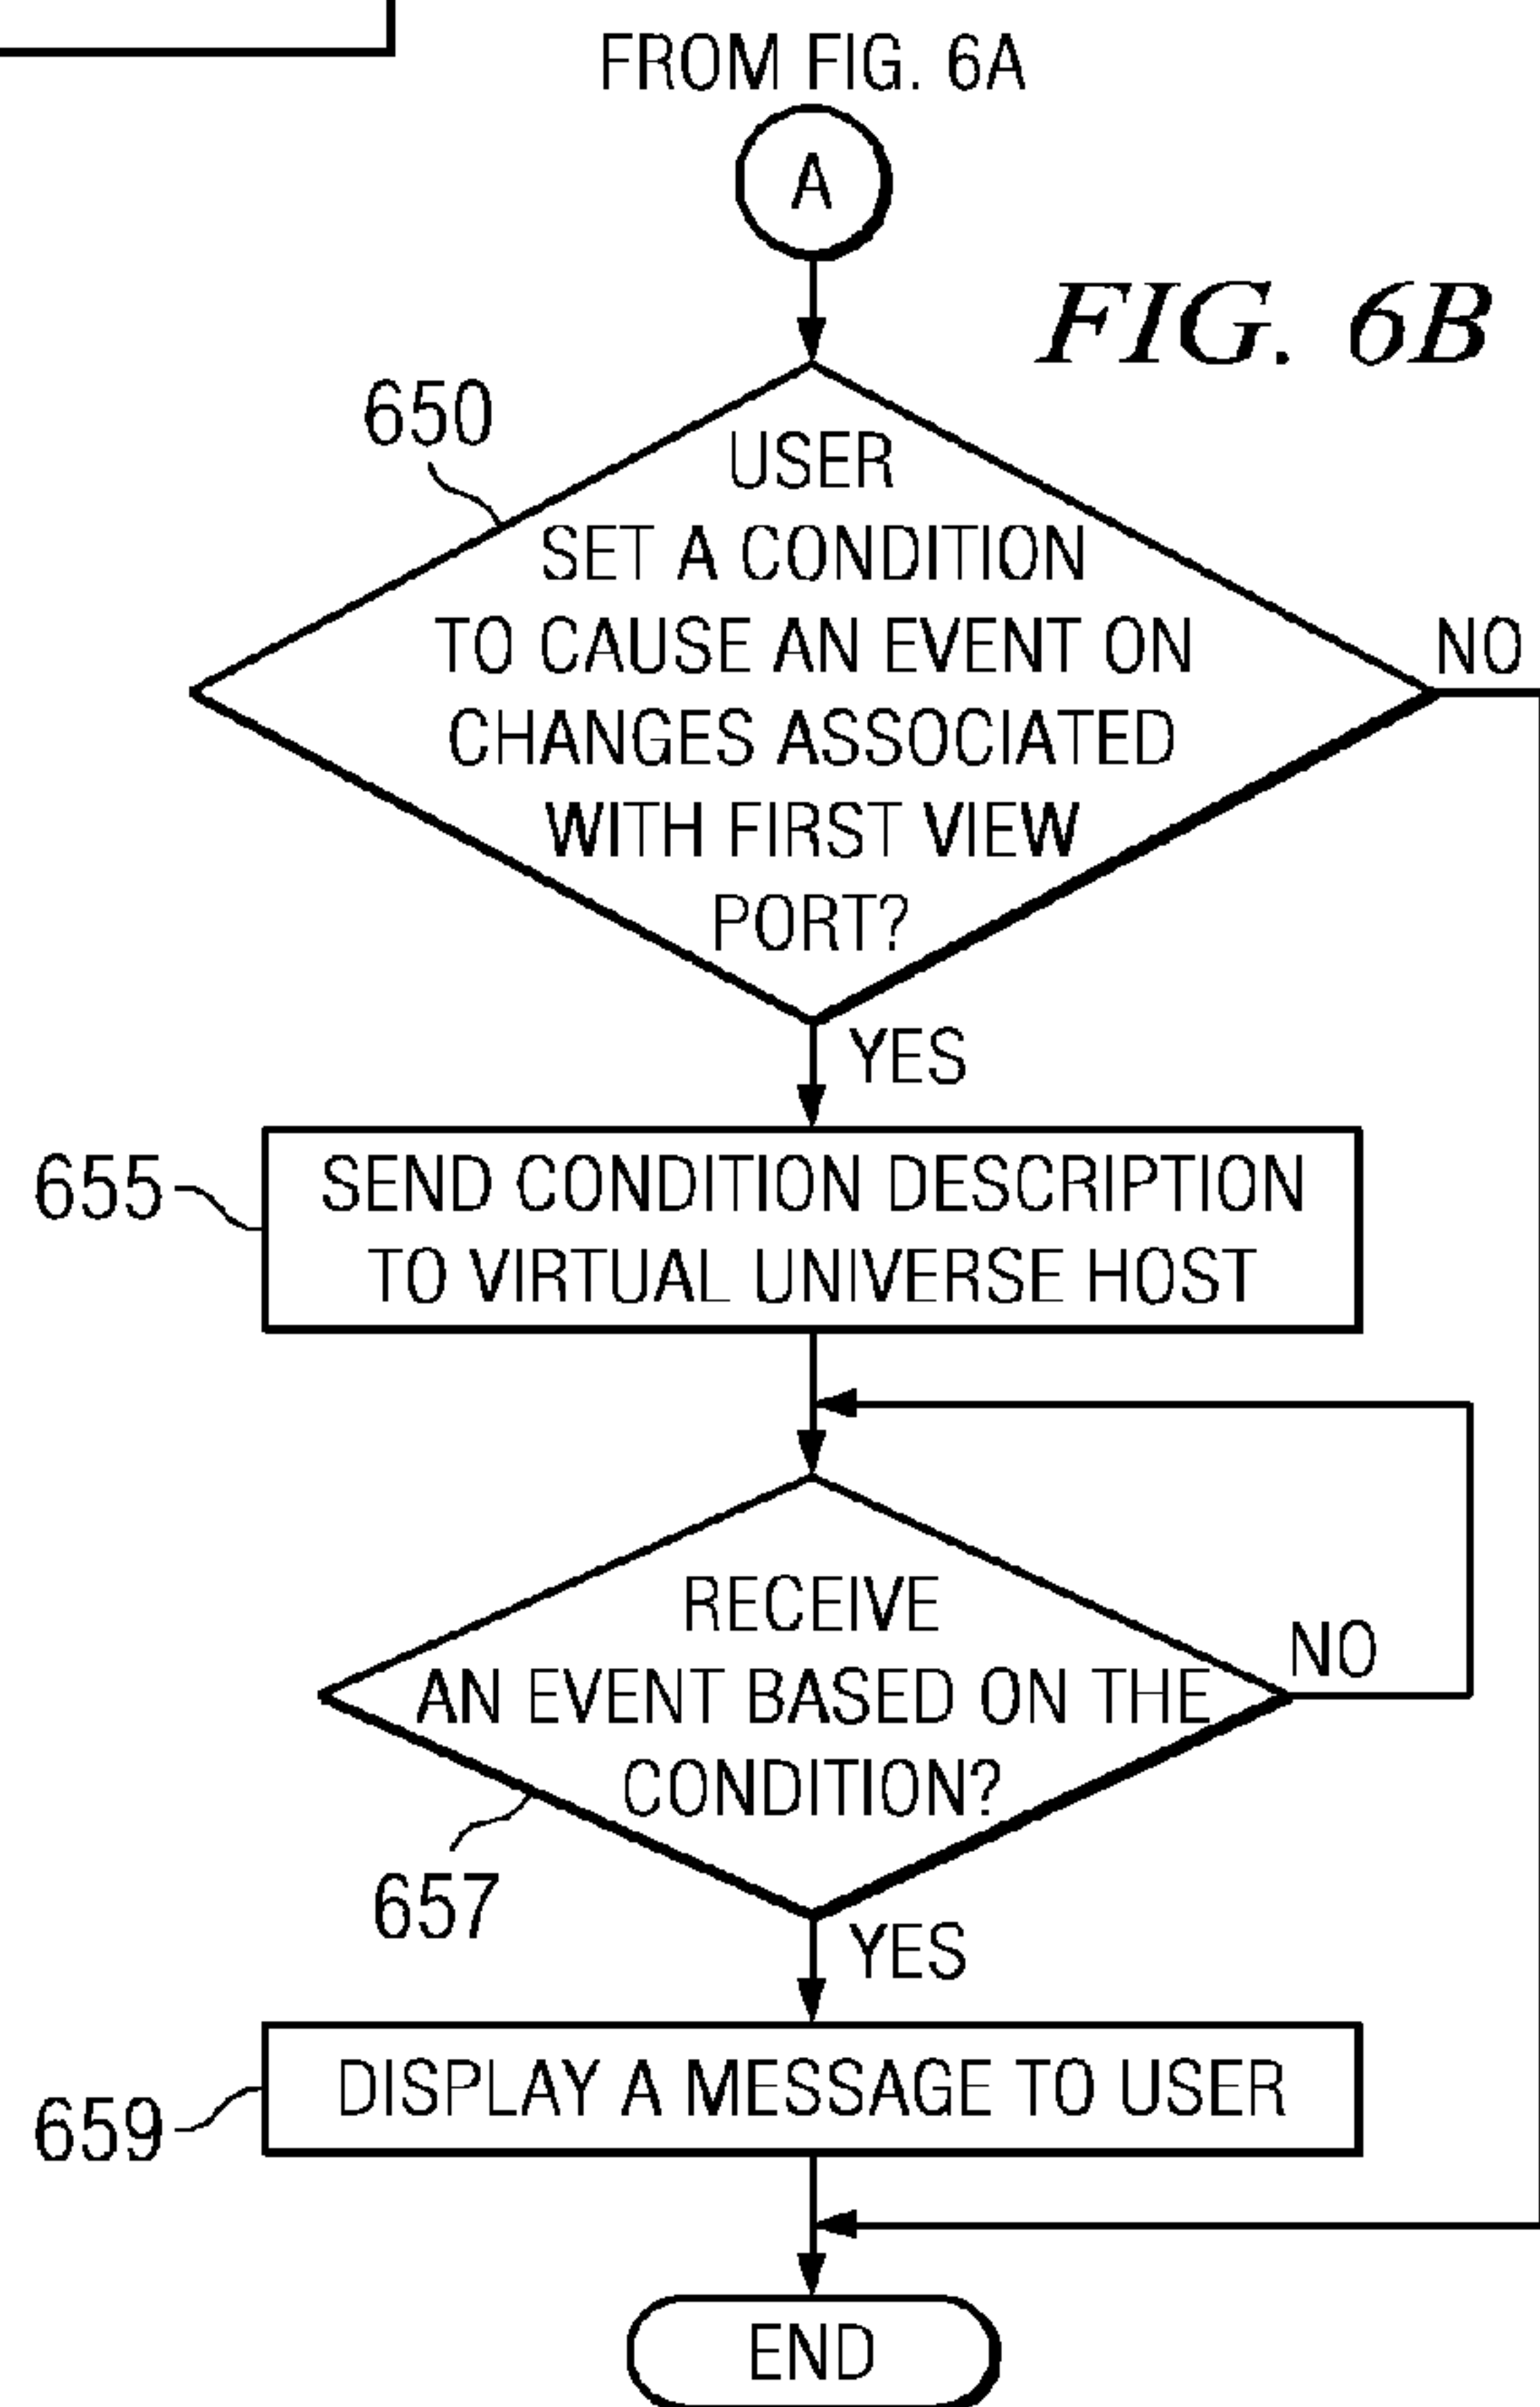 FROM FIG. 6A
A
FIG. 6B
650
USER
SET A CONDITION
TO CAUSE AN EVENT ON
CHANGES ASSOCIATED
WITH FIRST VIEW
PORT?
NO
YES
655
SEND CONDITION DESCRIPTION
TO VIRTUAL UNIVERSE HOST
RECEIVE
AN EVENT BASED ON THE
CONDITION?
NO
657
YES
DISPLAY A MESSAGE TO USER
659
END